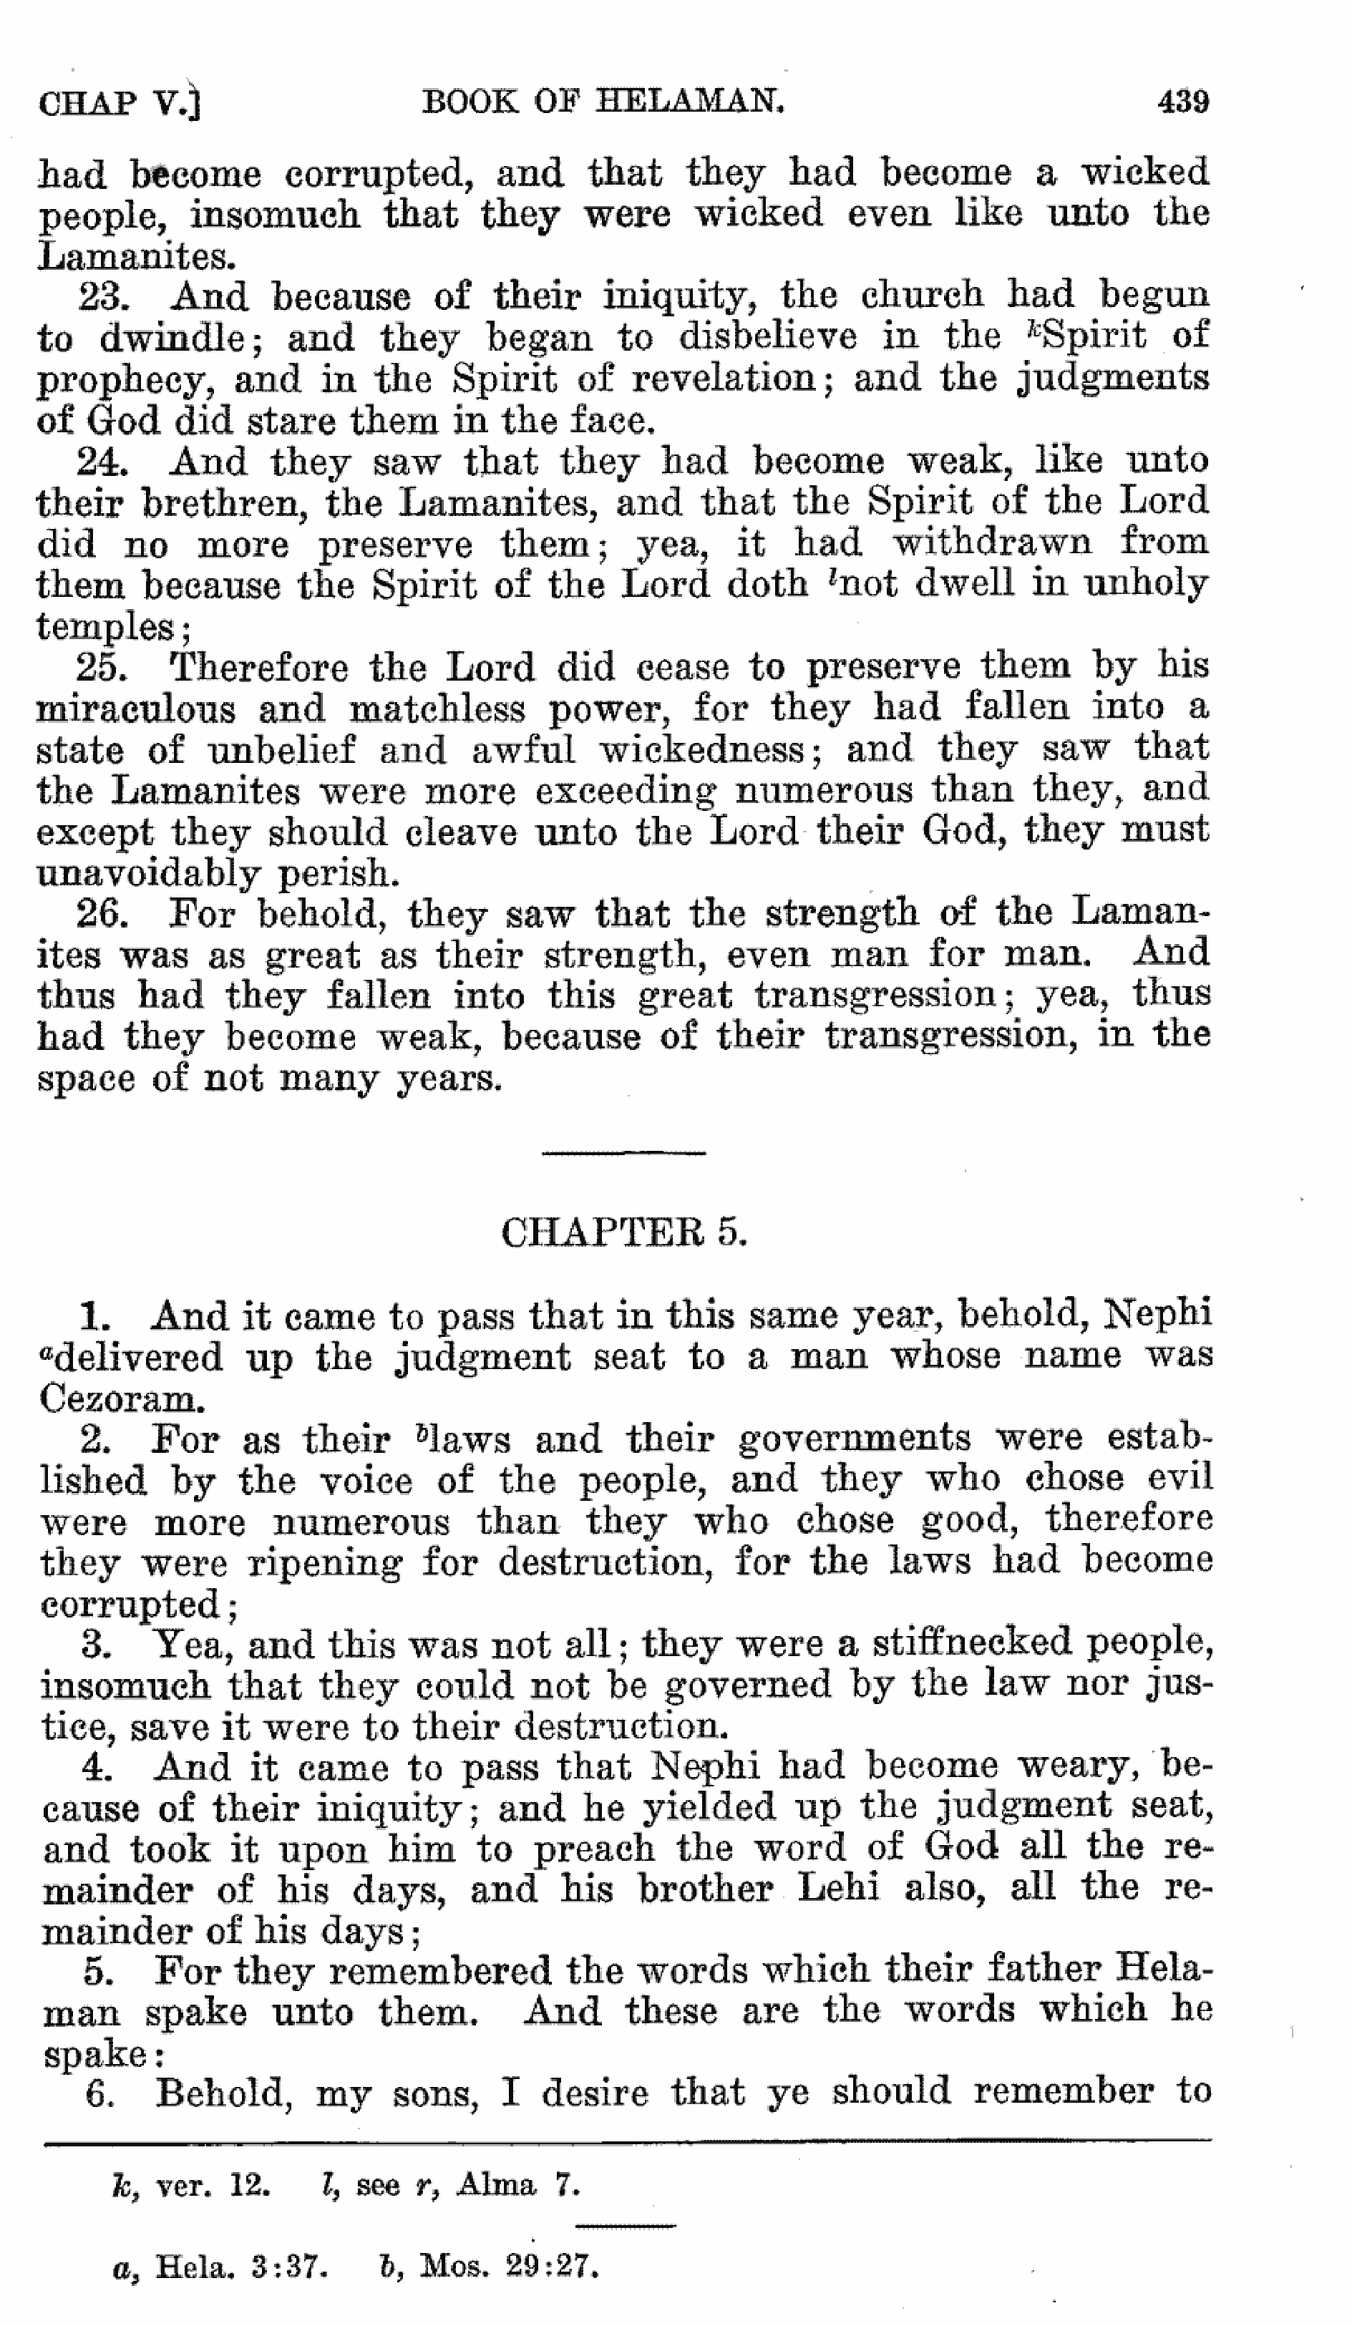 CHAP V.] BOOK OF HELAMAN. 439
had become corrupted, and that they had become a wicked
people, insomuch that they were wicked even like unto the
Lamanites.
23. And because of their iniquity, the church had begun
to dwindle; and they began to disbelieve in the kSpirit of
prophecy, and in the Spirit of revelation; and the judgments
of God did stare them in the face.
24. And they saw that they had become weak, like unto
their brethren, the Lamanites, and that the Spirit of the Lord
did no more preserve them; yea, it had withdrawn from
them because the Spirit of the Lord doth lnot dwell in unholy
temples;
25. Therefore the Lord did cease to preserve them by his
miraculous and matchless power, for they had fallen into a
state of unbelief and awful wickedness; and they saw that
the Lamanites were more exceeding numerous than they, and
except they should cleave unto the Lord their God, they must
unavoidably perish.
26. For behold, they saw that the strength of the Laman-
ites was as great as their strength, even man for man. And
thus had they fallen into this great transgression; yea, thus
had they become weak, because of their transgression, in the
space of not many years.
CHAPTER 5.
1. And it came to pass that in this same year, behold, Nephi
adelivered up the judgment seat to a man whose name was
Cezoram.
2. For as their blaws and their governments were estab-
lished by the voice of the people, and they who chose evil
were more numerous than they who chose good, therefore
they were ripening for destruction, for the laws had become
corrupted;
3. Yea, and this was not all; they were a stiffnecked people,
insomuch that they could not be governed by the law nor jus-
tice, save it were to their destruction.
4. And it came to pass that Nephi had become weary, be-
cause of their iniquity; and he yielded up the judgment seat,
and took it upon him to preach the word of God all the re-
mainder of his days, and his brother Lehi also, all the re-
mainder of his days;
5. For they remembered the words which their father Hela-
man spake unto them. And these are the words which he
spake:
6. Behold, my sons, I desire that ye should remember to
k, ver. 12. l, see r, Alma 7.
a, Hela. 3:37. b, Mos. 29:27.